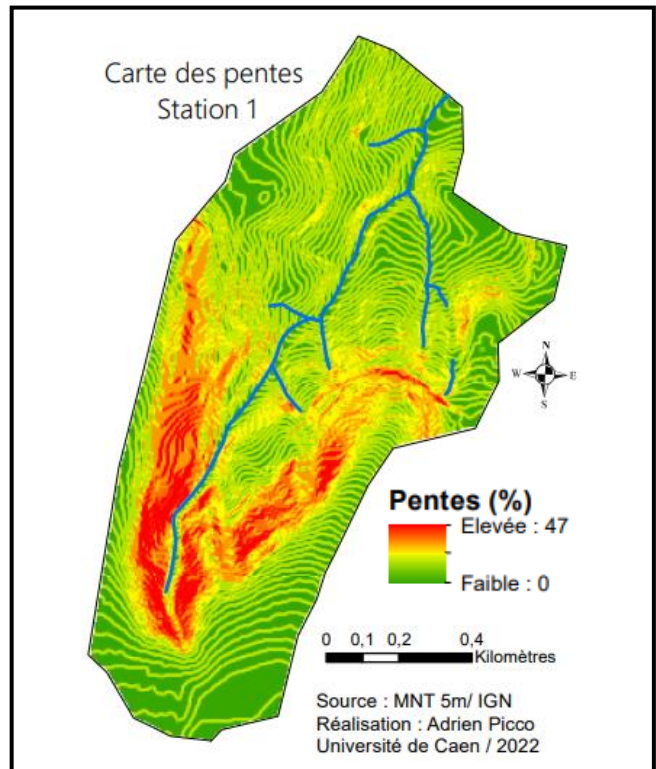 Carte des pentes
Station 1
N
W E
S
Pentes (%)
Elevée : 47
Faible : 0
0 0,1 0,2 0,4
Kilomètres
Source : MNT 5m/ IGN
Réalisation : Adrien Picco
Université de Caen / 2022